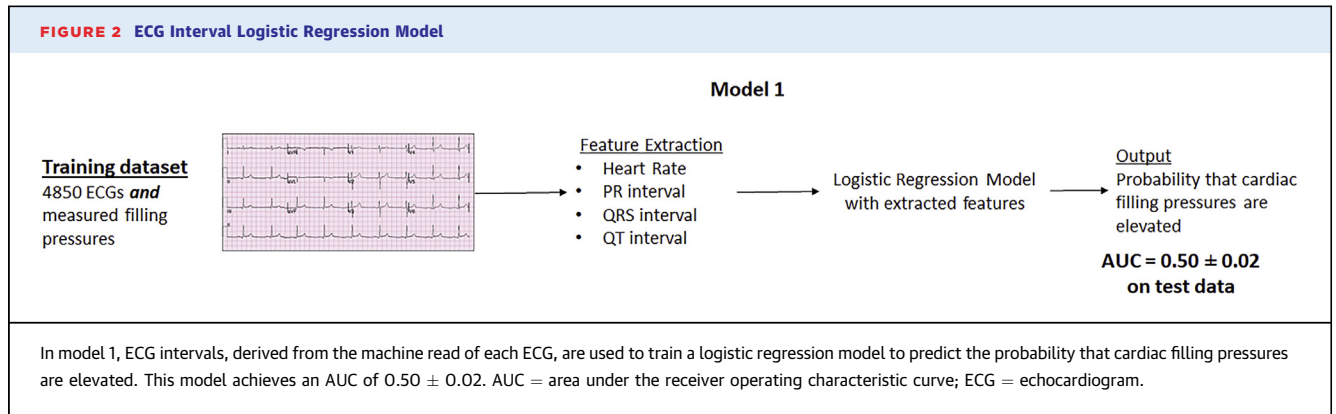 FIGURE 2 ECG Interval Logistic Regression Model
Model 1
Training dataset
4850 ECGs and
measured filling
pressures
Feature Extraction
• Heart Rate
• PR interval
• QRS interval
• QT interval
Logistic Regression Model
with extracted features
Output
Probability that cardiac
filling pressures are
elevated
AUC = 0.50 ± 0.02
on test data
In model 1, ECG intervals, derived from the machine read of each ECG, are used to train a logistic regression model to predict the probability that cardiac filling pressures
are elevated. This model achieves an AUC of 0.50 ± 0.02. AUC = area under the receiver operating characteristic curve; ECG = echocardiogram.